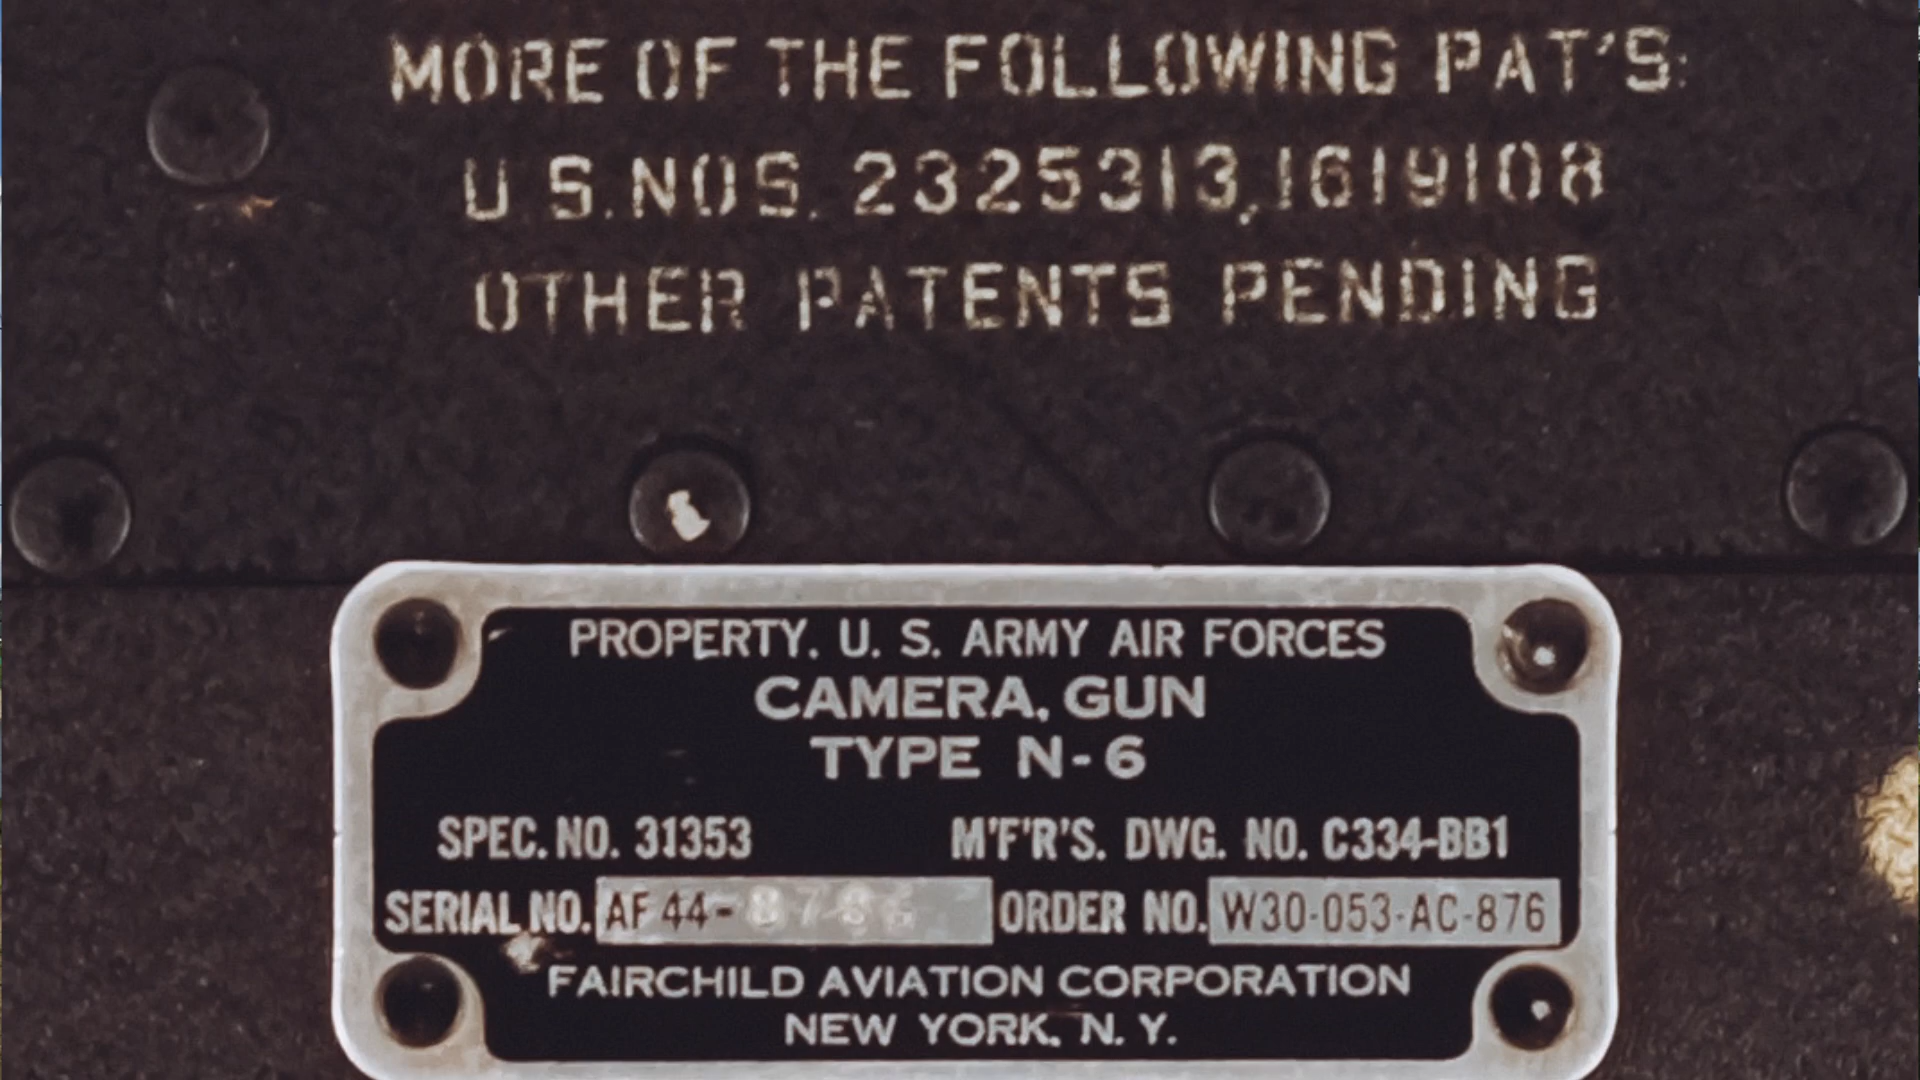 MORE OF THE FOLLOWING PAT'S:
U S. NOS. 2325313, 1619108
OTHER PATENTS PENDING
PROPERTY. U. S. ARMY AIR FORCES
CAMERA, GUN
TYPE N-6
SPEC. NO. 31353 M'F'R'S. DWG. NO. C334-BB1
SERIAL NO. AF 44- ORDER NO. W30-053-AC-876
FAIRCHILD AVIATION CORPORATION
NEW YORK, N. Y.